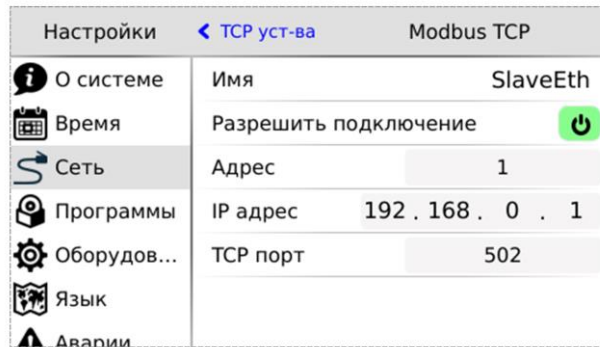 Настройки TCP уст-ва Modbus TCP
О системе Имя SlaveEth
Время Разрешить подключение
Сеть Адрес 1
Программы IP адрес 192 . 168 . 0 . 1
Оборудов... TCP порт 502
Язык
Аварии